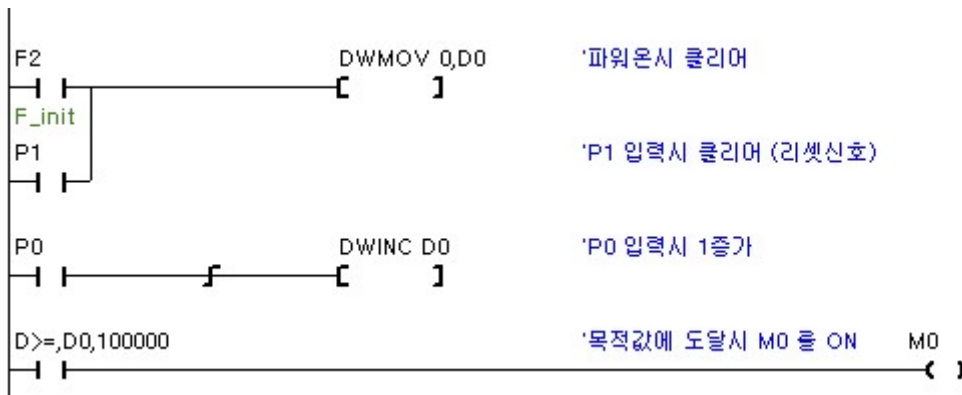 F2 DWMOV 0,D0 '파워온시 클리어
F_init
P1 'P1 입력시 클리어 (리셋신호)
P0 DWINC D0 'P0 입력시 1증가
D>=,D0,100000 '목적값에 도달시 M0 를 ON M0